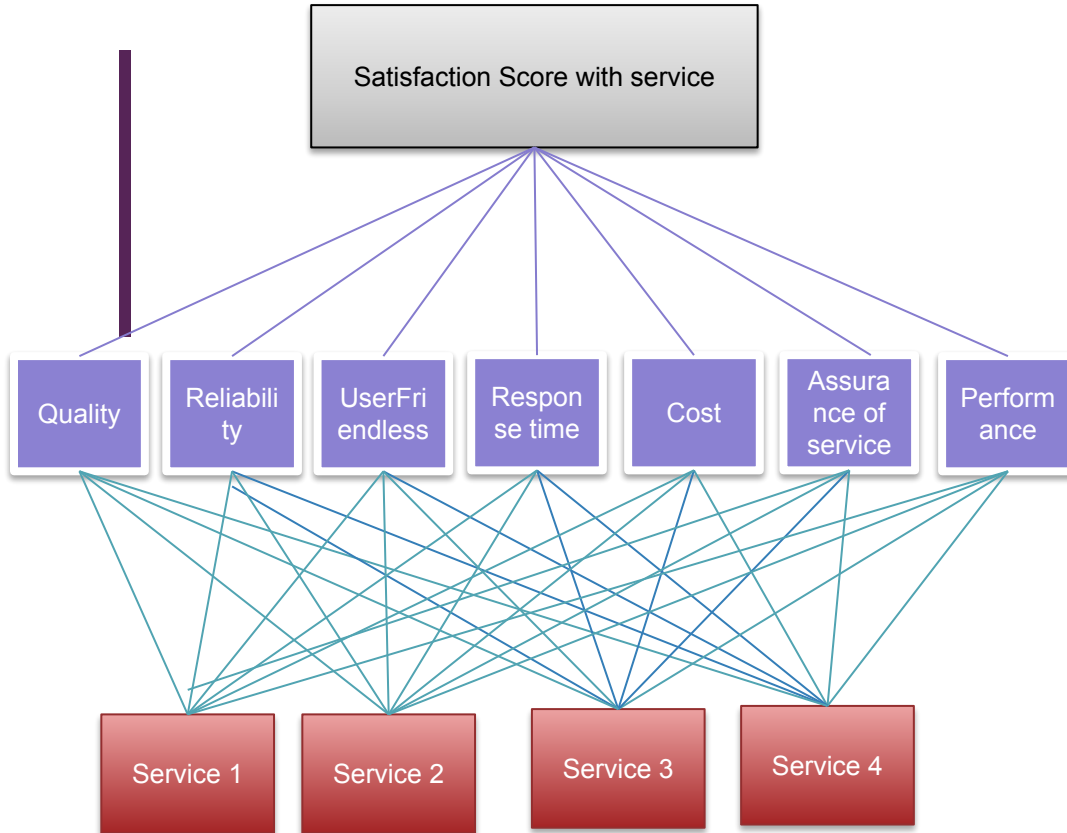 Satisfaction Score with service
Quality
Reliabili
ty
UserFri
endless
Respon
se time
Cost
Assura
nce of
service
Perform
ance
Service 1
Service 2
Service 3
Service 4